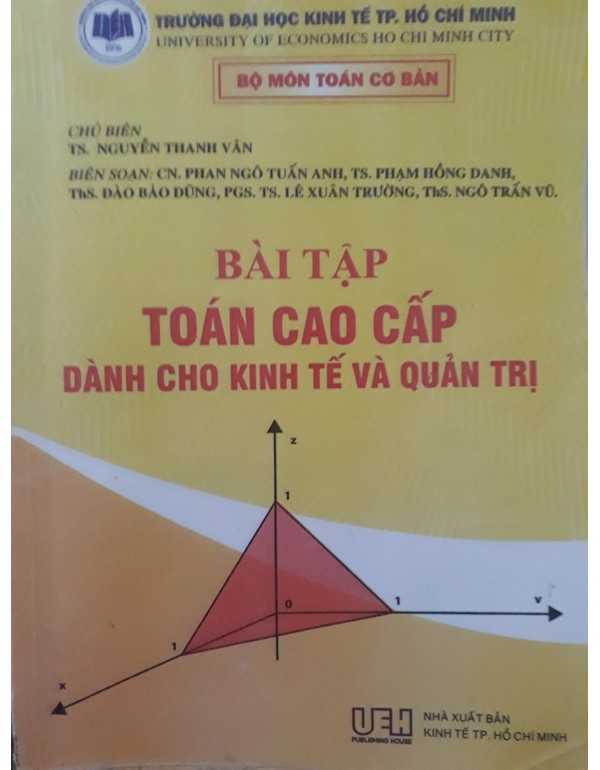 TRƯỜNG ĐẠI HỌC KINH TẾ TP. HỒ CHÍ MINH
UNIVERSITY OF ECONOMICS HO CHI MINH CITY
BỘ MÔN TOÁN CƠ BẢN
CHỦ BIÊN
TS. NGUYỄN THANH VÂN
BIÊN SOẠN: CN. PHAN NGÔ TUẤN ANH, TS. PHẠM HỒNG DANH,
ThS. ĐÀO BẢO DŨNG, PGS. TS. LÊ XUÂN TRƯỜNG, ThS. NGÔ TRẤN VŨ.
BÀI TẬP
TOÁN CAO CẤP
DÀNH CHO KINH TẾ VÀ QUẢN TRỊ
z
1
0
1
y
1
x
UEH
PUBLISHING HOUSE
NHÀ XUẤT BẢN
KINH TẾ TP. HỒ CHÍ MINH